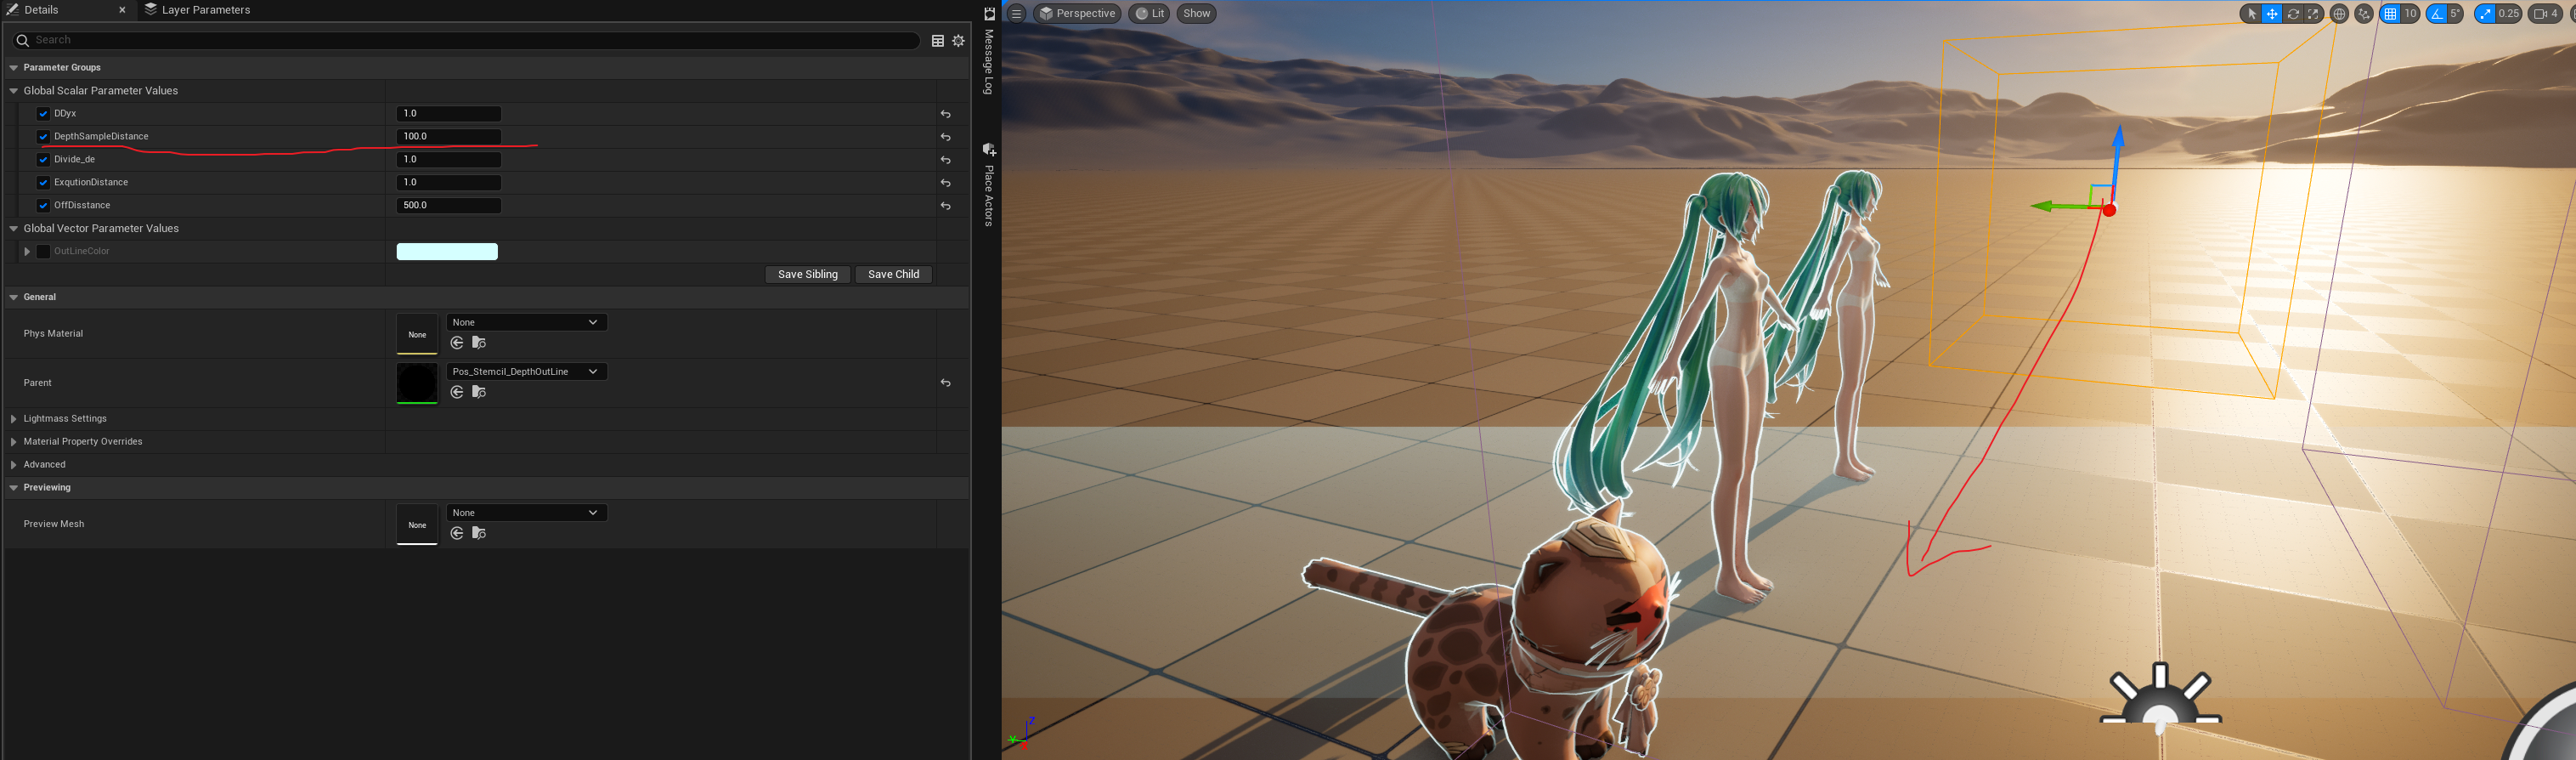 Details
Layer Parameters
Search
Parameter Groups
Global Scalar Parameter Values
DDyx 1.0
DepthSampleDistance 100.0
Divide_de 1.0
ExqutionDistance 1.0
OffDisstance 500.0
Global Vector Parameter Values
OutLineColor
Save Sibling Save Child
General
Phys Material None None
Parent Pos_Stemcil_DepthOutLine
Lightmass Settings
Material Property Overrides
Advanced
Previewing
Preview Mesh None None
Message Log
Place Actors
Perspective Lit Show
10 5° 0.25 4
Z
Y